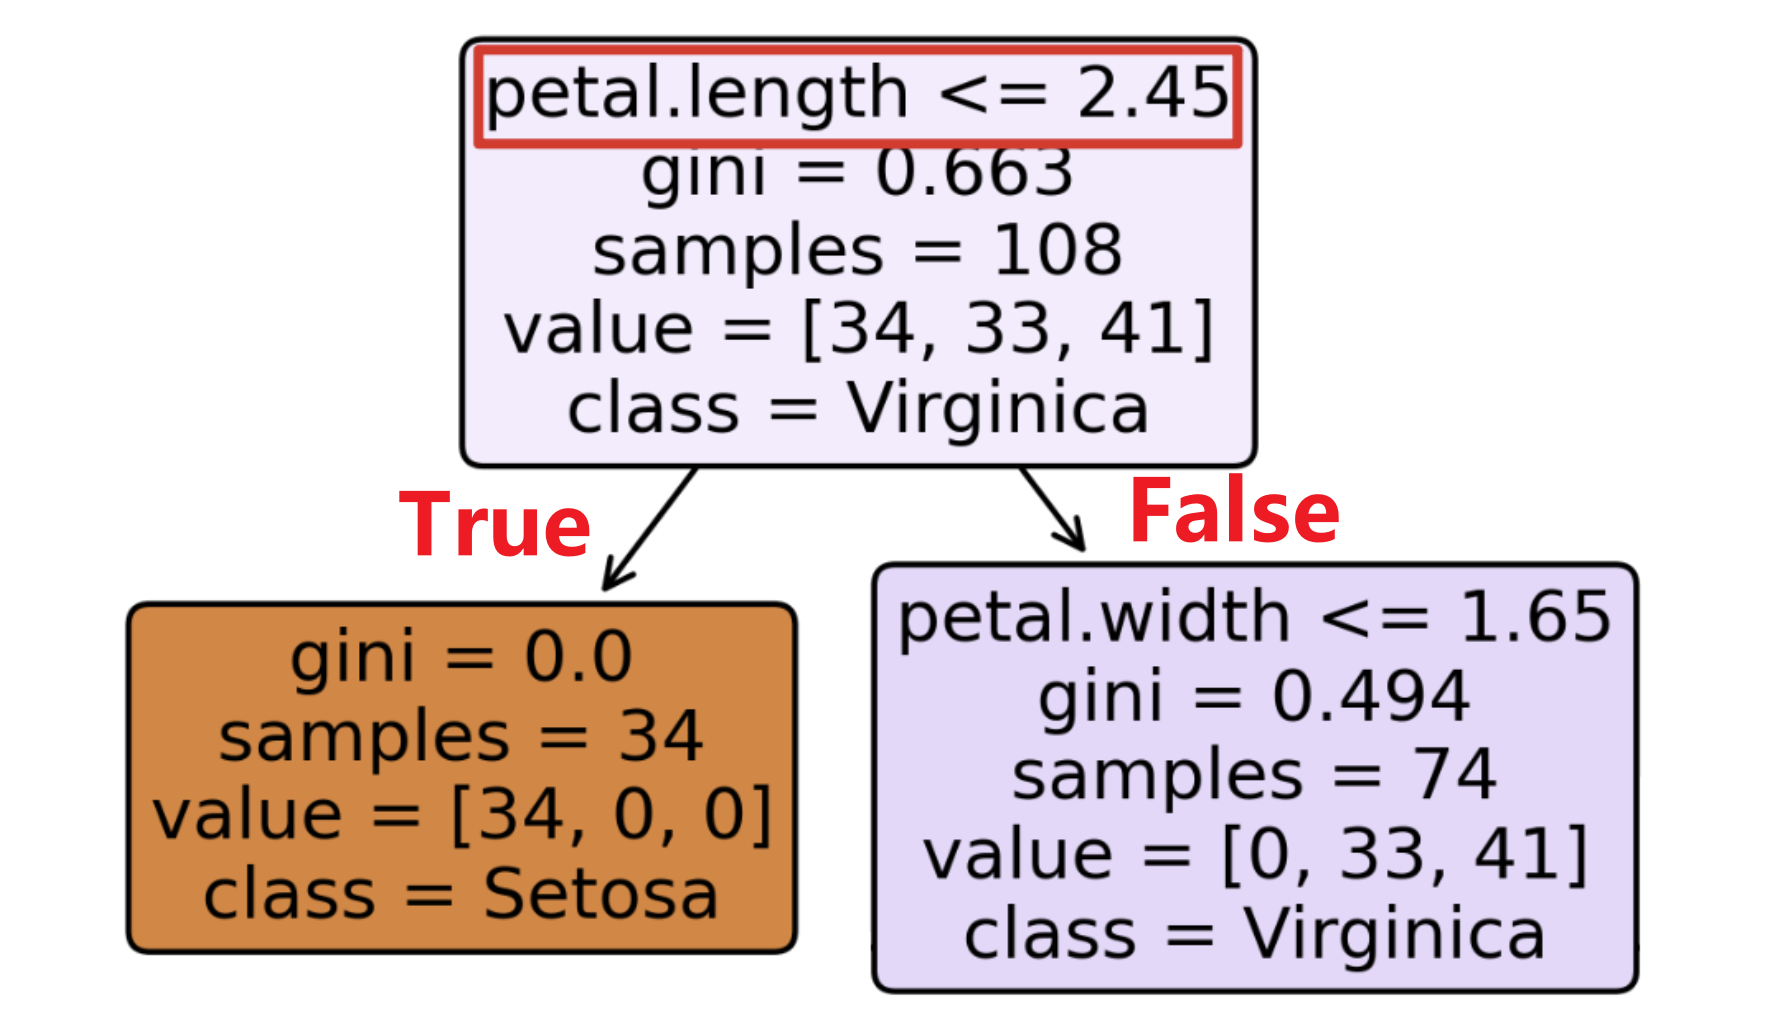 petal.length <= 2.45
gini = 0.663
samples = 108
value = [34, 33, 41]
class = Virginica
True
False
gini = 0.0
samples = 34
value = [34, 0, 0]
class = Setosa
petal.width <= 1.65
gini = 0.494
samples = 74
value = [0, 33, 41]
class = Virginica